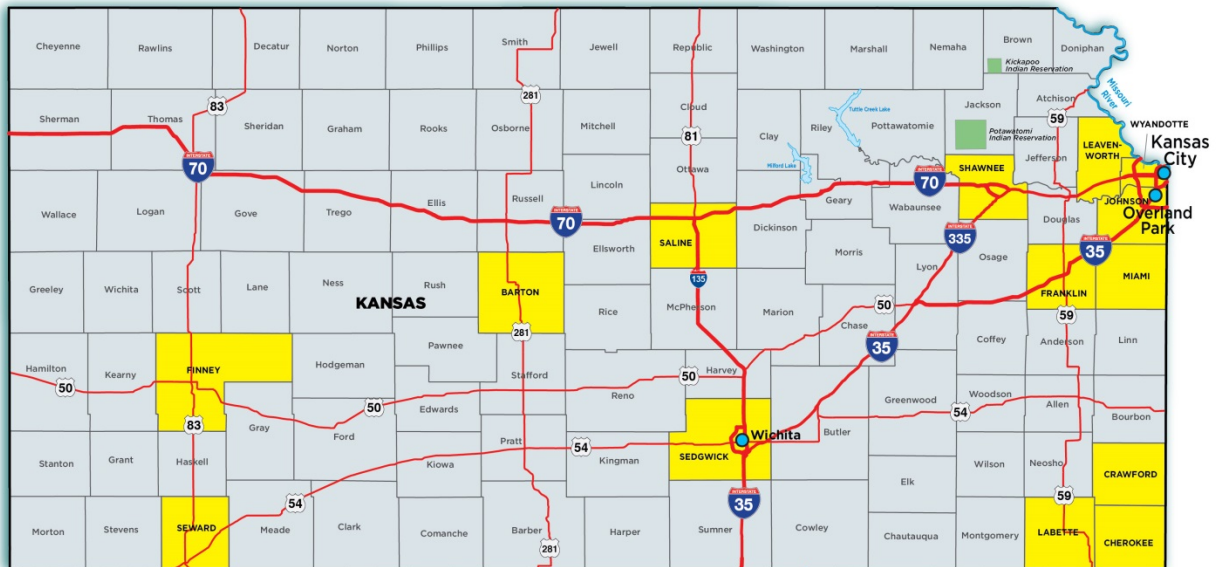 Cheyenne
Rawlins
Decatur
Norton
Phillips
Smith
Jewell
Republic
Washington
Marshall
Nemaha
Brown
Doniphan
Kickapoo
Indian Reservation
Missouri
River
Sherman
Thomas
83
Sheridan
Graham
Rooks
Osborne
281
Mitchell
Cloud
81
Clay
Riley
Tuttle Creek Lake
Pottawatomie
Jackson
Potawatomi
Indian Reservation
Atchison
59
WYANDOTTE
Kansas
City
LEAVEN-
WORTH
Jefferson
SHAWNEE
INTERSTATE
70
Ottawa
Milford Lake
INTERSTATE
70
Wallace
Logan
Gove
Trego
Ellis
Russell
Lincoln
INTERSTATE
70
Ellsworth
SALINE
Dickinson
Geary
Wabaunsee
INTERSTATE
335
Douglas
JOHNSON
Overland
Park
INTERSTATE
35
Greeley
Wichita
Scott
Lane
Ness
KANSAS
Rush
BARTON
Rice
135
McPherson
Marion
Morris
Lyon
Osage
FRANKLIN
MIAMI
50
Chase
INTERSTATE
35
Coffey
59
Anderson
Linn
Hamilton
50
Kearny
FINNEY
Hodgeman
Pawnee
281
Stafford
Reno
50
Harvey
Greenwood
Woodson
54
Allen
Bourbon
83
Gray
50
Ford
Edwards
Pratt
54
Kingman
SEDGWICK
Wichita
Butler
Stanton
Grant
Haskell
Kiowa
Elk
Wilson
Neosho
59
CRAWFORD
Morton
Stevens
SEWARD
54
Meade
Clark
Comanche
Barber
281
Harper
Sumner
INTERSTATE
35
Cowley
Chautauqua
Montgomery
LABETTE
CHEROKEE